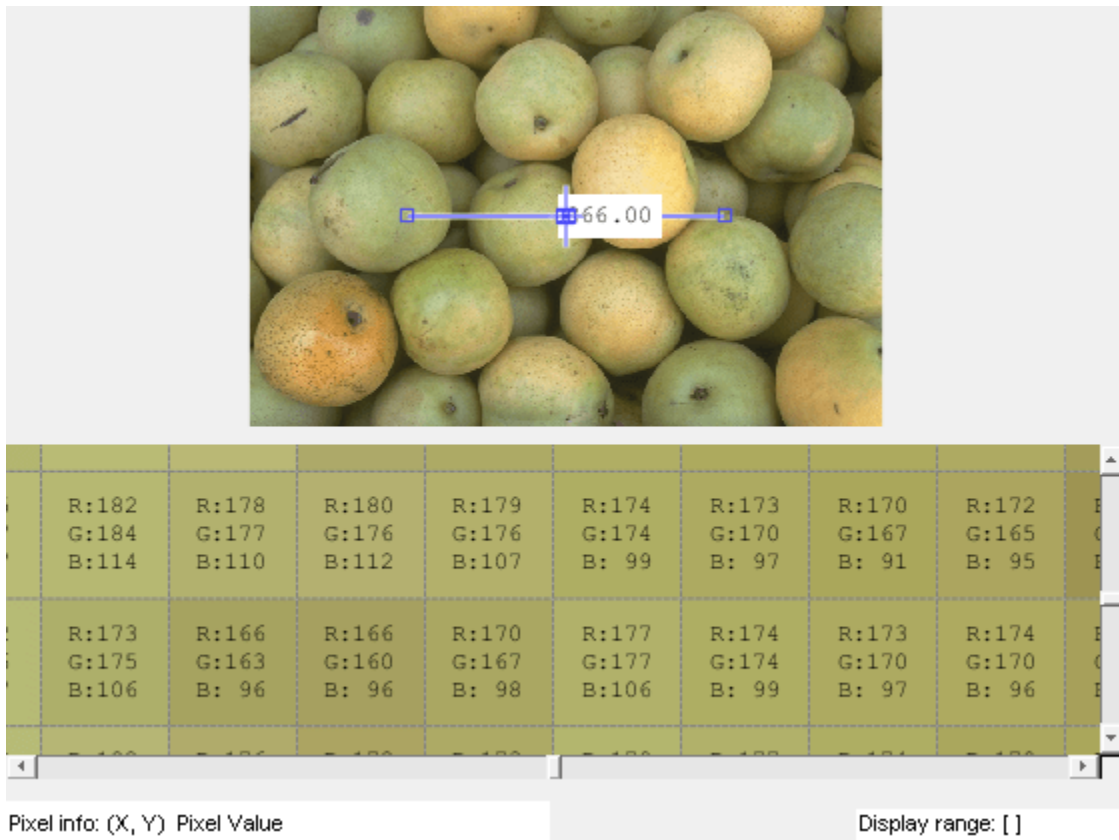 66.00
R:182 R:178 R:180 R:179 R:174 R:173 R:170 R:172
G:184 G:177 G:176 G:176 G:174 G:170 G:167 G:165
B:114 B:110 B:112 B:107 B: 99 B: 97 B: 91 B: 95
R:173 R:166 R:166 R:170 R:177 R:174 R:173 R:174
G:175 G:163 G:160 G:167 G:177 G:174 G:170 G:170
B:106 B: 96 B: 96 B: 98 B:106 B: 99 B: 97 B: 96
Pixel info: (X, Y) Pixel Value Display range: [ ]